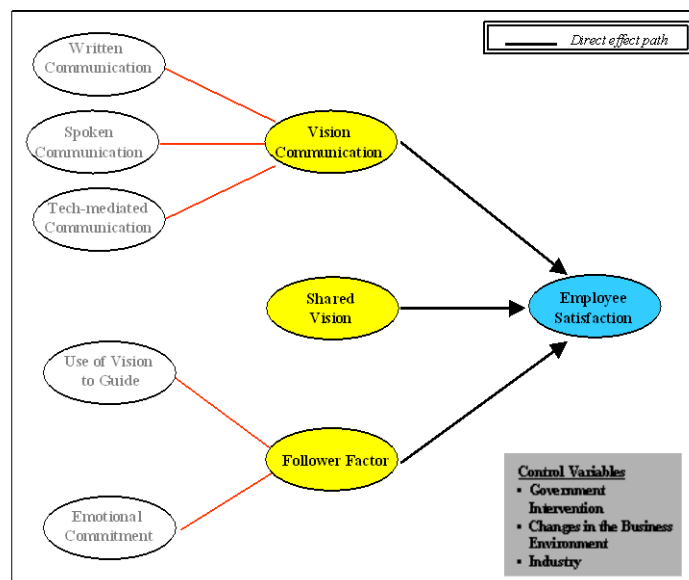 Direct effect path
Written
Communication
Spoken
Communication
Tech-mediated
Communication
Vision
Communication
Shared
Vision
Employee
Satisfaction
Use of Vision
to Guide
Follower Factor
Emotional
Commitment
Control Variables
▪ Government
Intervention
▪ Changes in the Business
Environment
▪ Industry